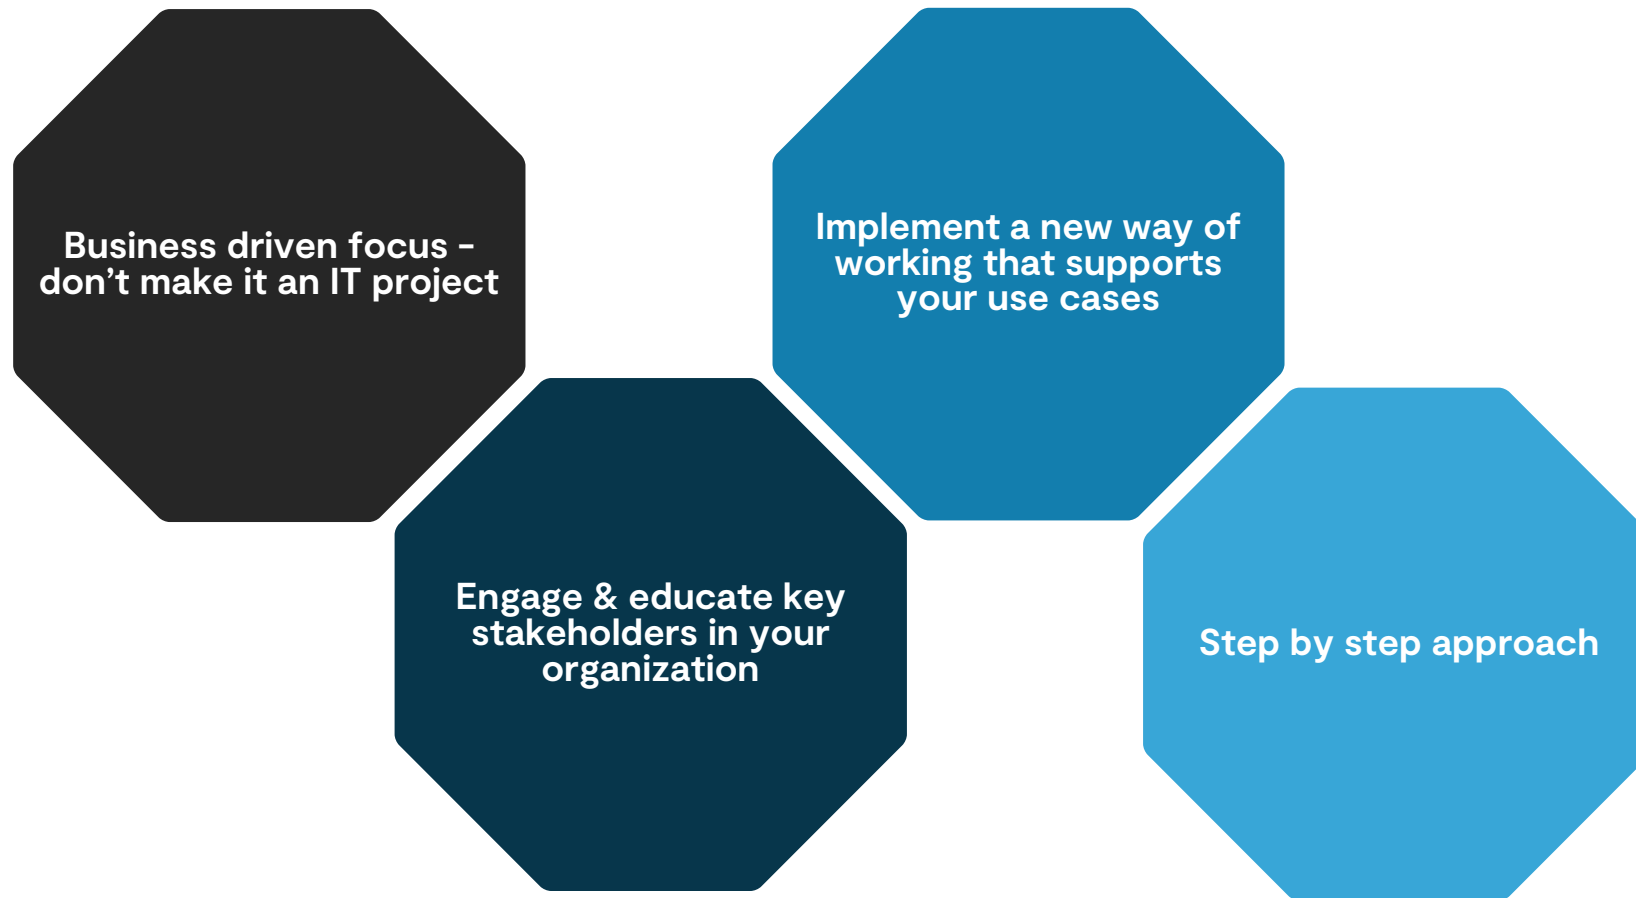 Business driven focus -
don’t make it an IT project
Engage & educate key
stakeholders in your
organization
Implement a new way of
working that supports
your use cases
Step by step approach